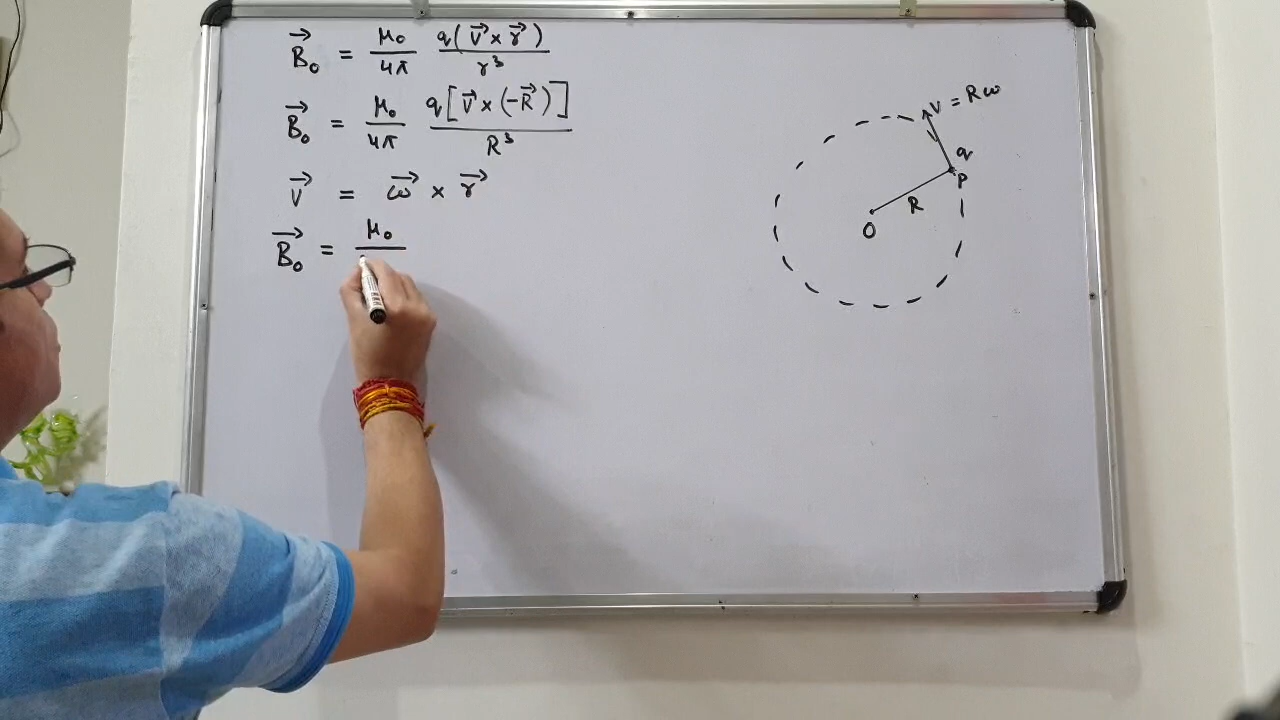 B⃗₀ = μ₀/4π q(v⃗ × r⃗)/r³
B⃗₀ = μ₀/4π q[v⃗ × (-R⃗)]/R³
v⃗ = ω⃗ × r⃗
B⃗₀ = μ₀
v = Rω
q
P
R
O